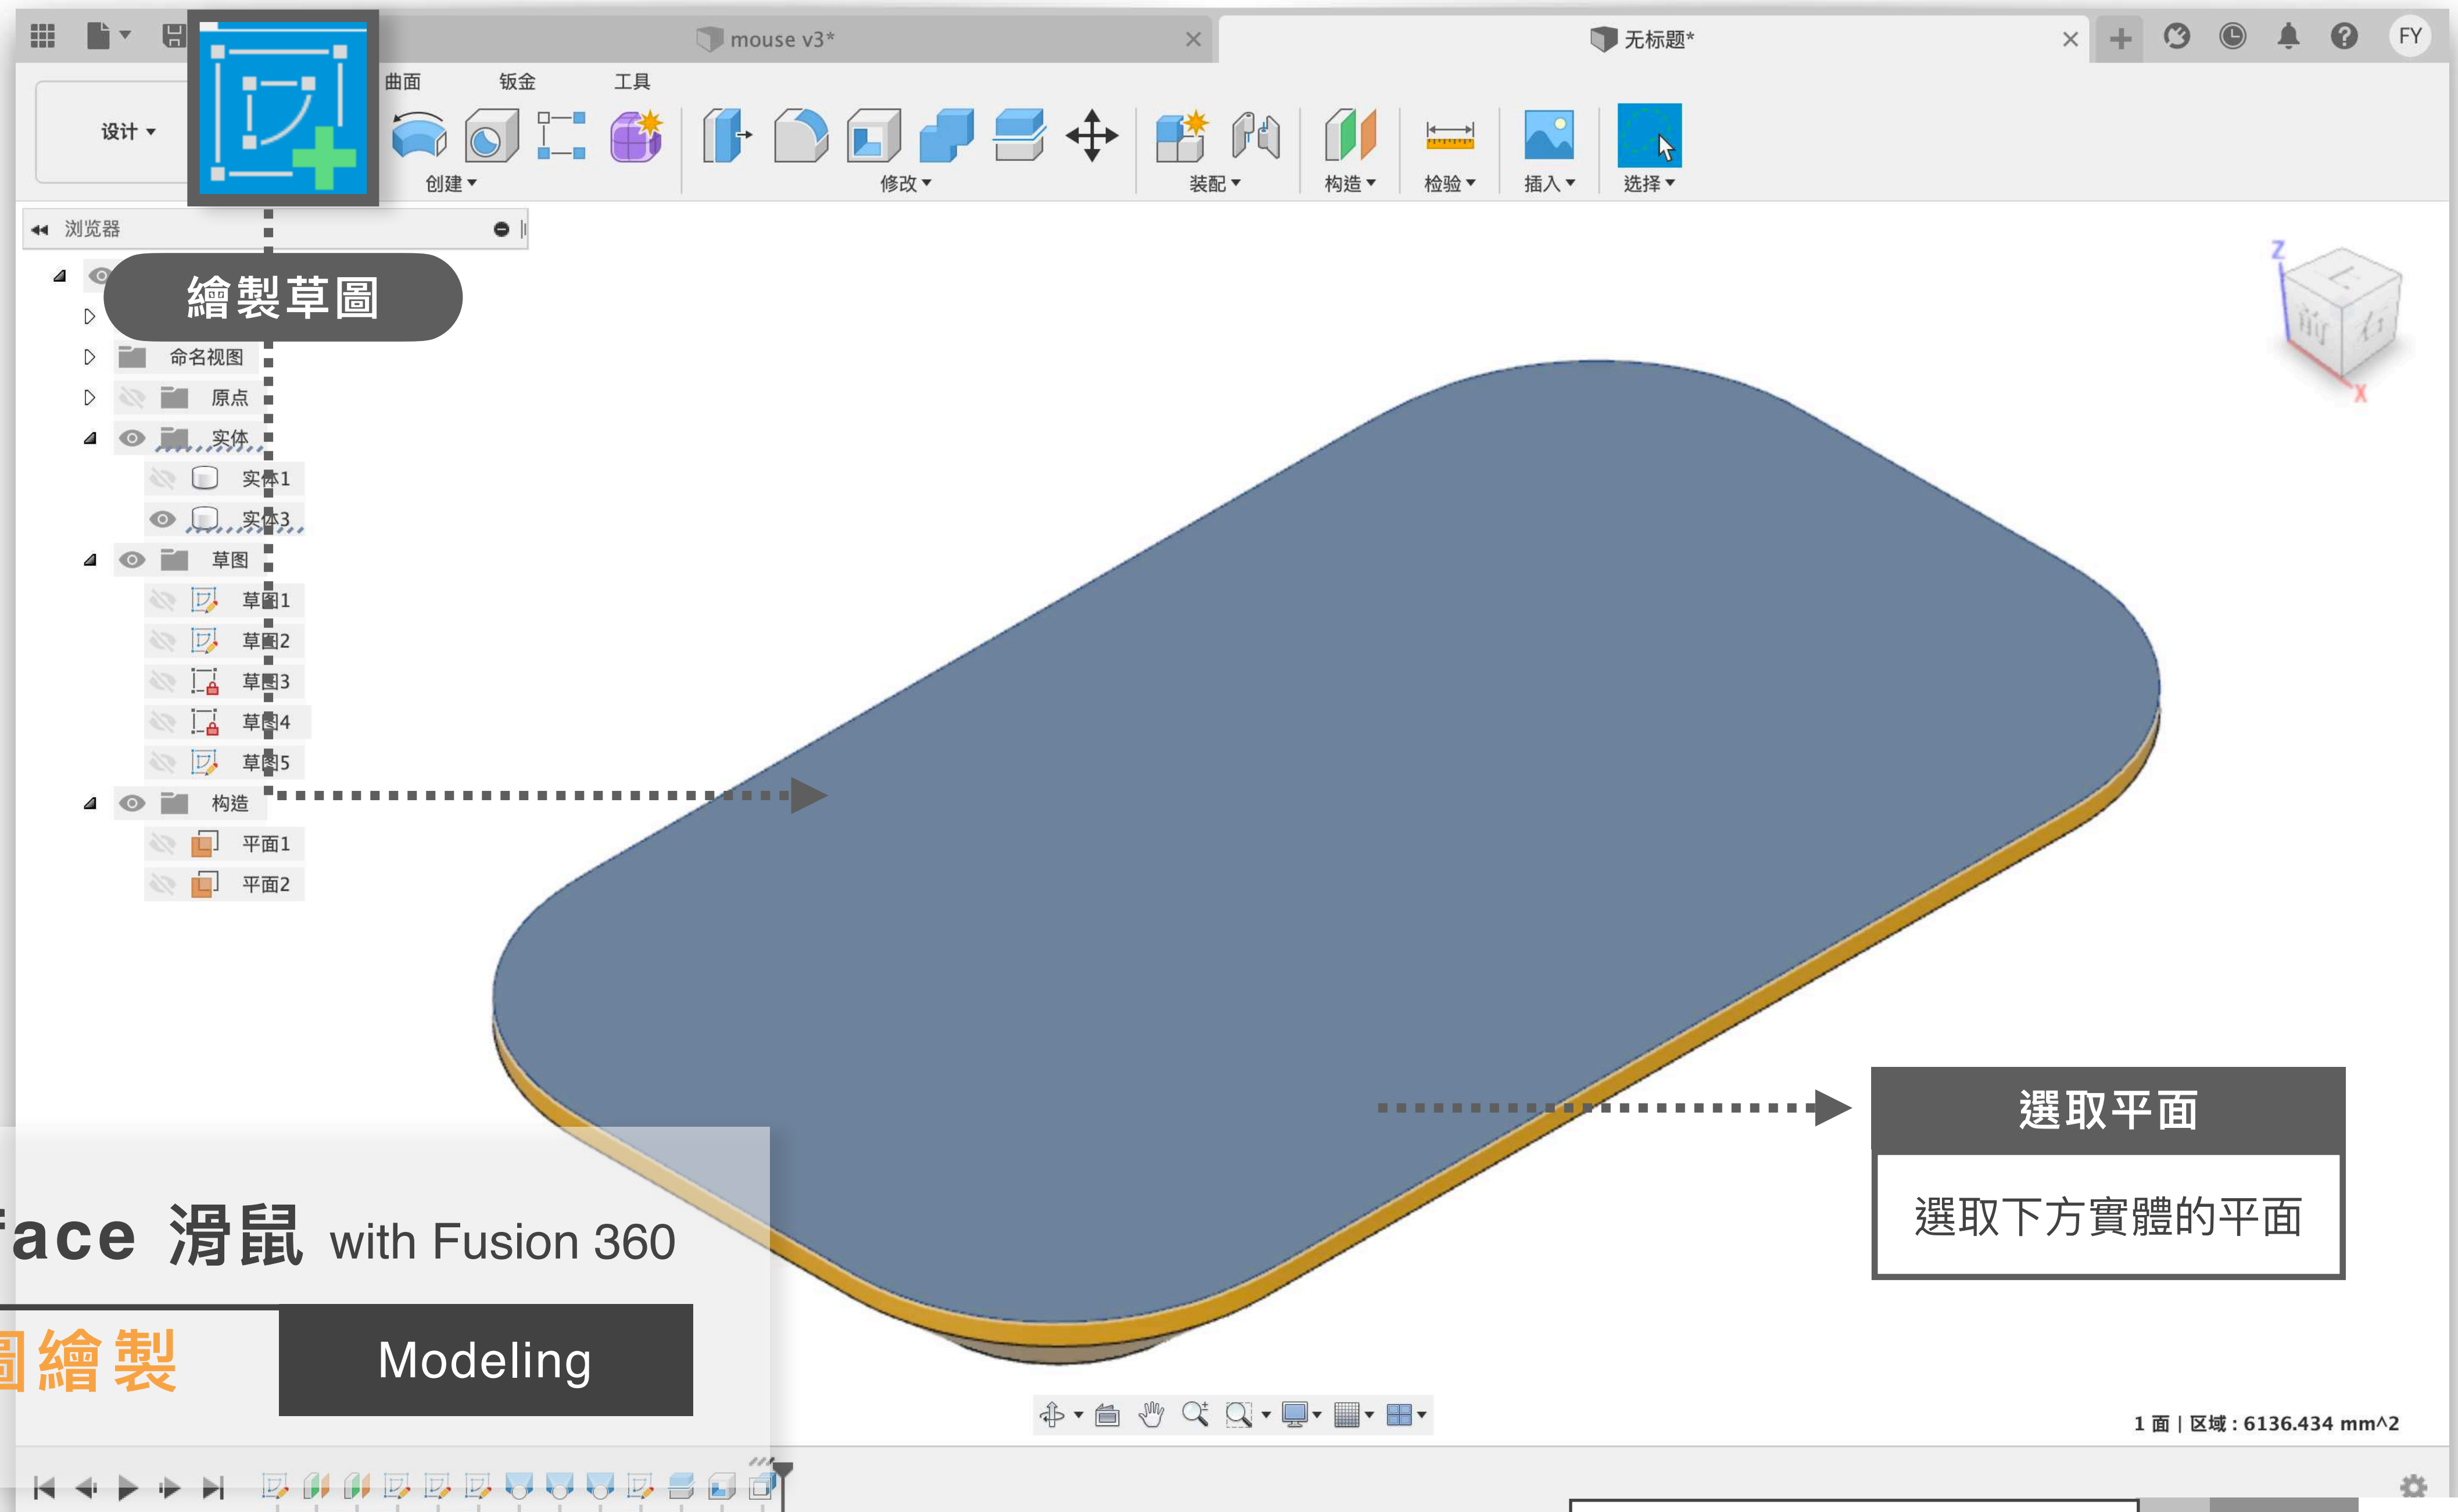 mouse v3*
无标题*
FY
曲面
钣金
工具
设计
创建
修改
装配
构造
检验
插入
选择
浏览器
繪製草圖
命名视图
原点
实体
实体1
实体3
草图
草图1
草图2
草图3
草图4
草图5
构造
平面1
平面2
Z
X
選取平面
選取下方實體的平面
face 滑鼠 with Fusion 360
圖繪製
Modeling
1 面 | 区域 : 6136.434 mm^2